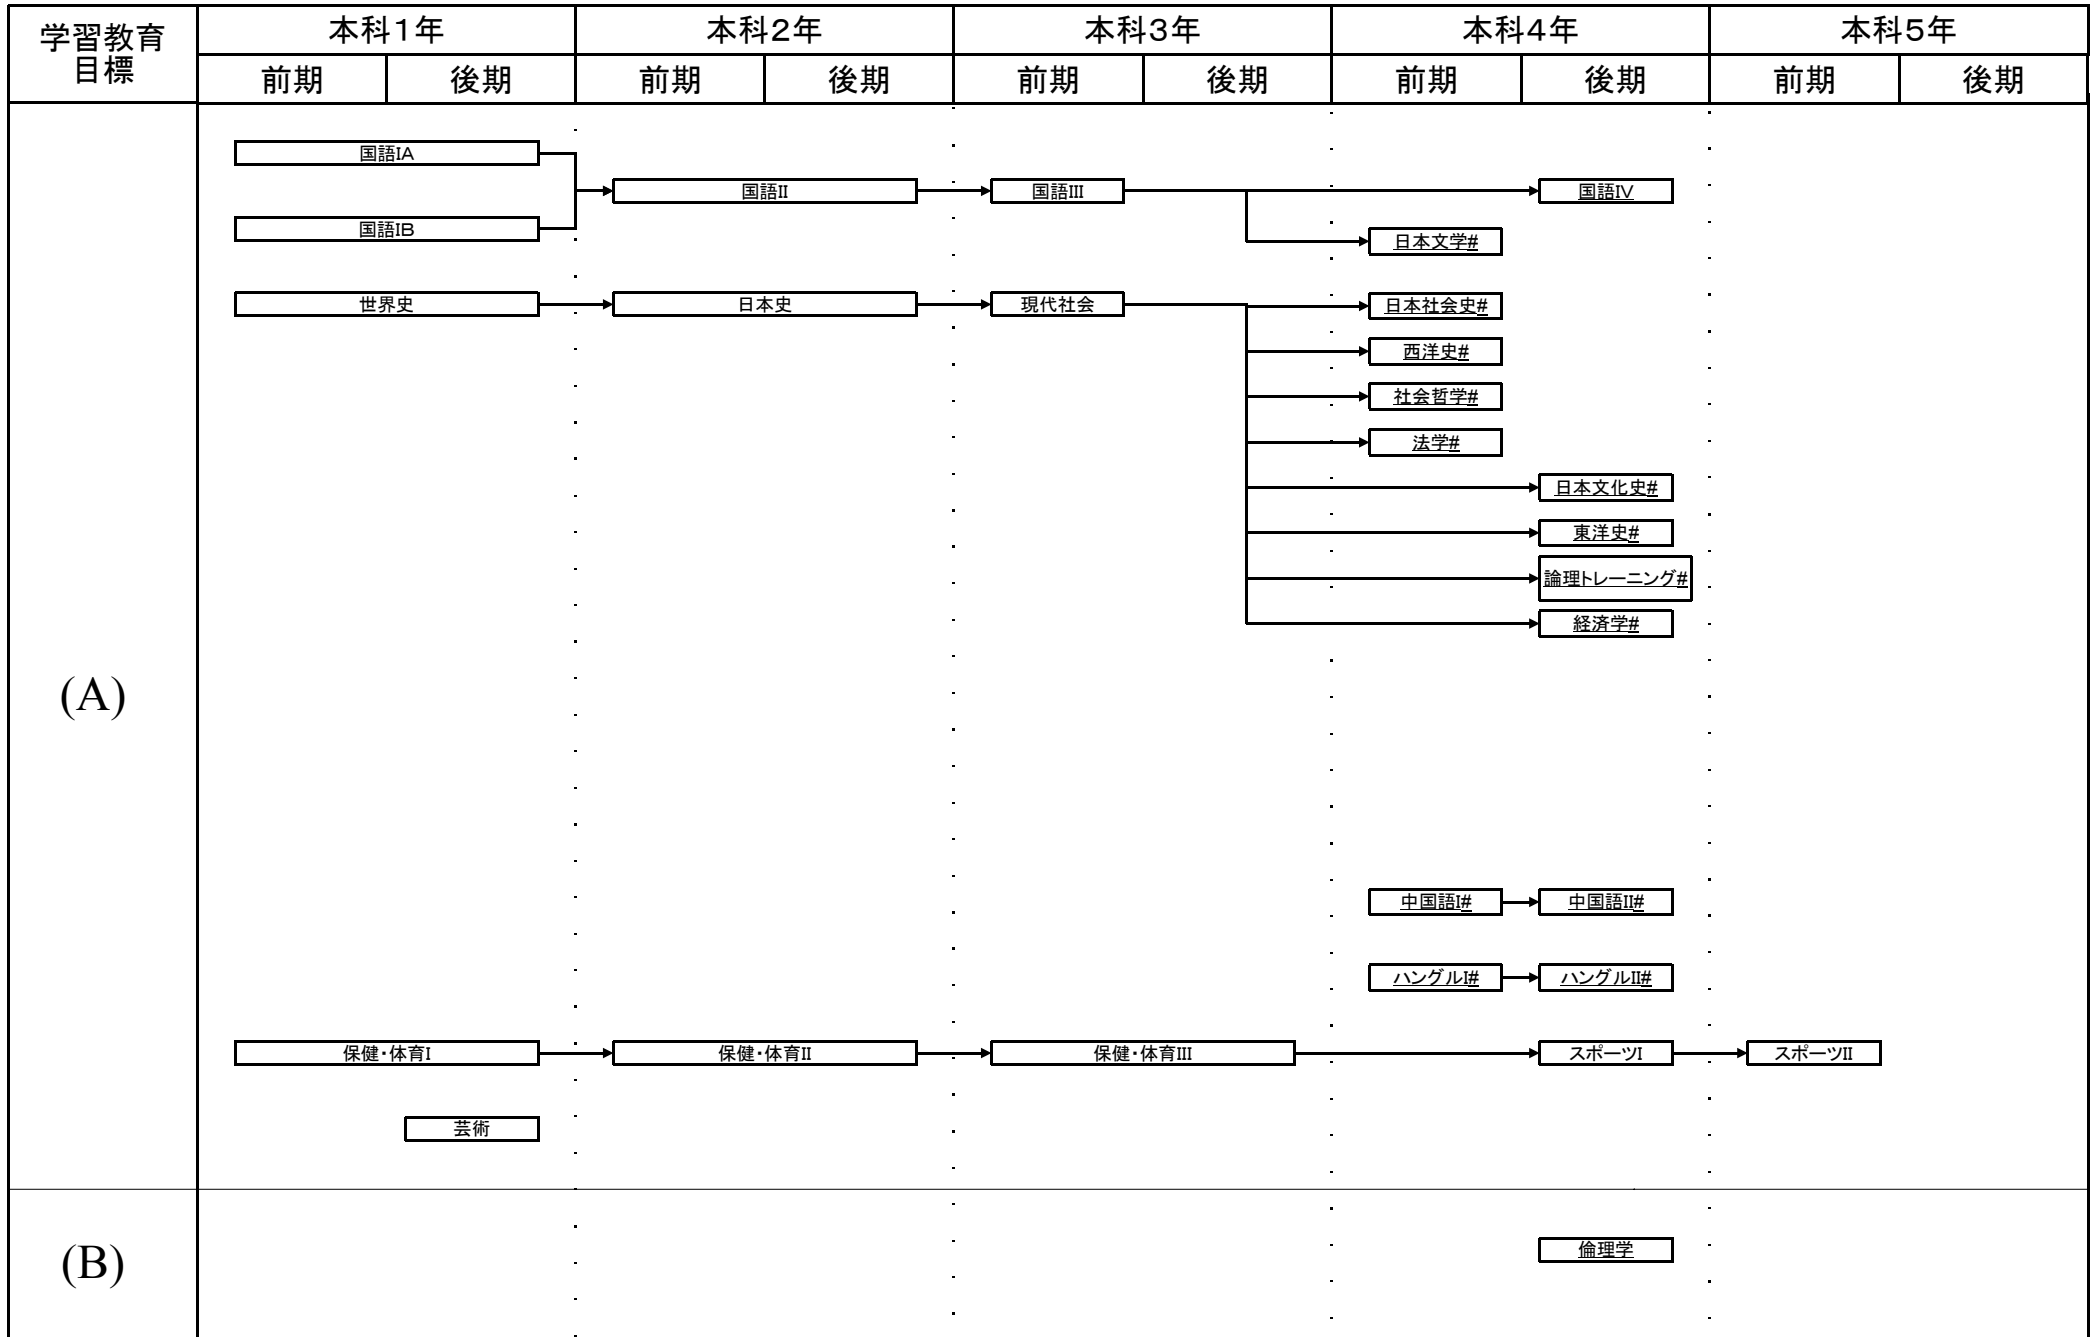 学習教育
目標
本科1年
本科2年
本科3年
本科4年
本科5年
前期
後期
前期
後期
前期
後期
前期
後期
前期
後期
(A)
国語IA
国語IB
国語II
国語III
国語IV
日本文学#
世界史
日本史
現代社会
日本社会史#
西洋史#
社会哲学#
法学#
日本文化史#
東洋史#
論理トレーニング#
経済学#
中国語I#
中国語II#
ハングルI#
ハングルII#
保健・体育I
保健・体育II
保健・体育III
スポーツI
スポーツII
芸術
(B)
倫理学